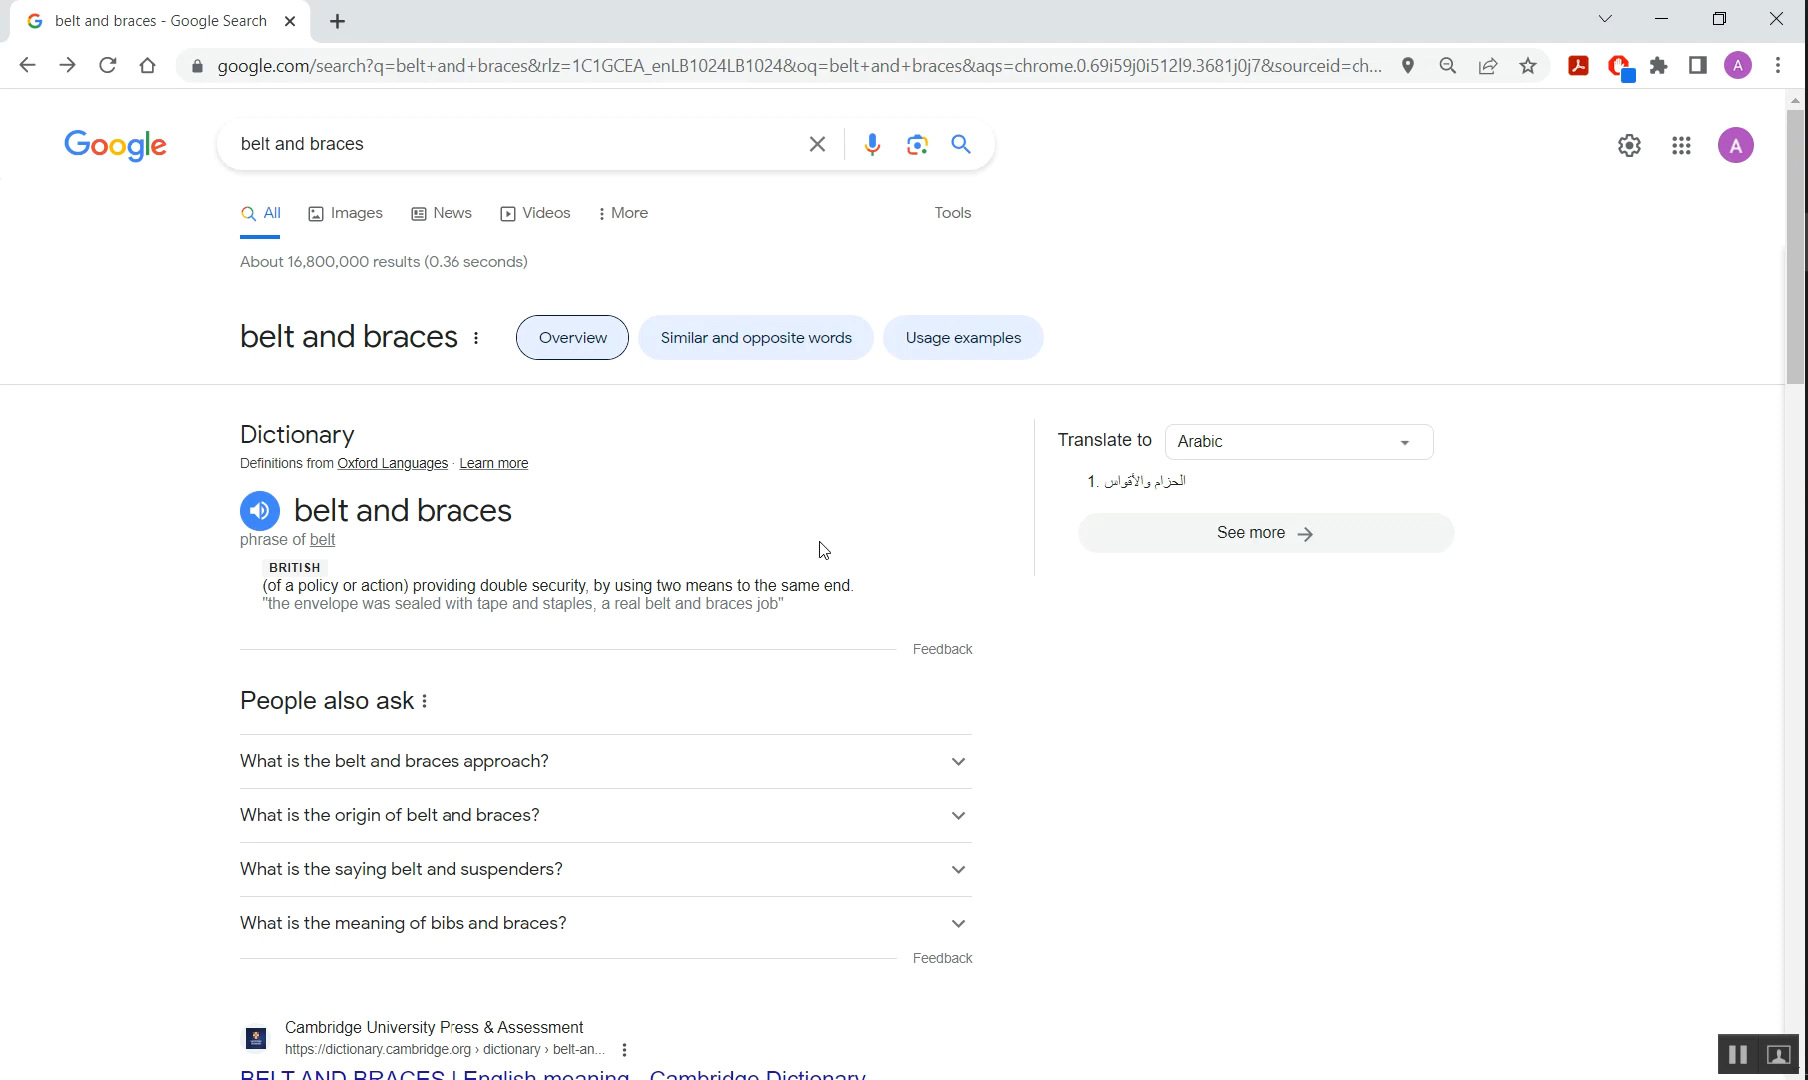 belt and braces - Google Search
google.com/search?q=belt+and+braces&rlz=1C1GCEA_enLB1024LB1024&oq=belt+and+braces&aqs=chrome.0.69i59j0i512l9.3681j0j7&sourceid=ch...
A
Google
belt and braces
A
All
Images
News
Videos
More
Tools
About 16,800,000 results (0.36 seconds)
belt and braces
Overview
Similar and opposite words
Usage examples
Dictionary
Definitions from Oxford Languages · Learn more
belt and braces
phrase of belt
BRITISH
(of a policy or action) providing double security, by using two means to the same end.
"the envelope was sealed with tape and staples, a real belt and braces job"
Feedback
Translate to Arabic
1. الحزام والأقواس
See more
People also ask
What is the belt and braces approach?
What is the origin of belt and braces?
What is the saying belt and suspenders?
What is the meaning of bibs and braces?
Feedback
Cambridge University Press & Assessment
https://dictionary.cambridge.org › dictionary › belt-an...
BELT AND BRACES | English meaning - Cambridge Dictionary